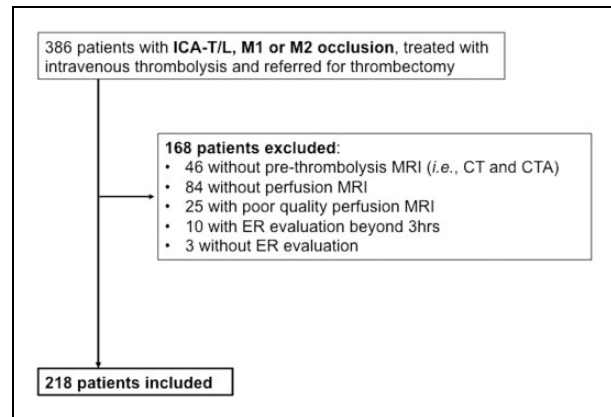 386 patients with ICA-T/L, M1 or M2 occlusion, treated with
intravenous thrombolysis and referred for thrombectomy
168 patients excluded:
• 46 without pre-thrombolysis MRI (i.e., CT and CTA)
• 84 without perfusion MRI
• 25 with poor quality perfusion MRI
• 10 with ER evaluation beyond 3hrs
• 3 without ER evaluation
218 patients included